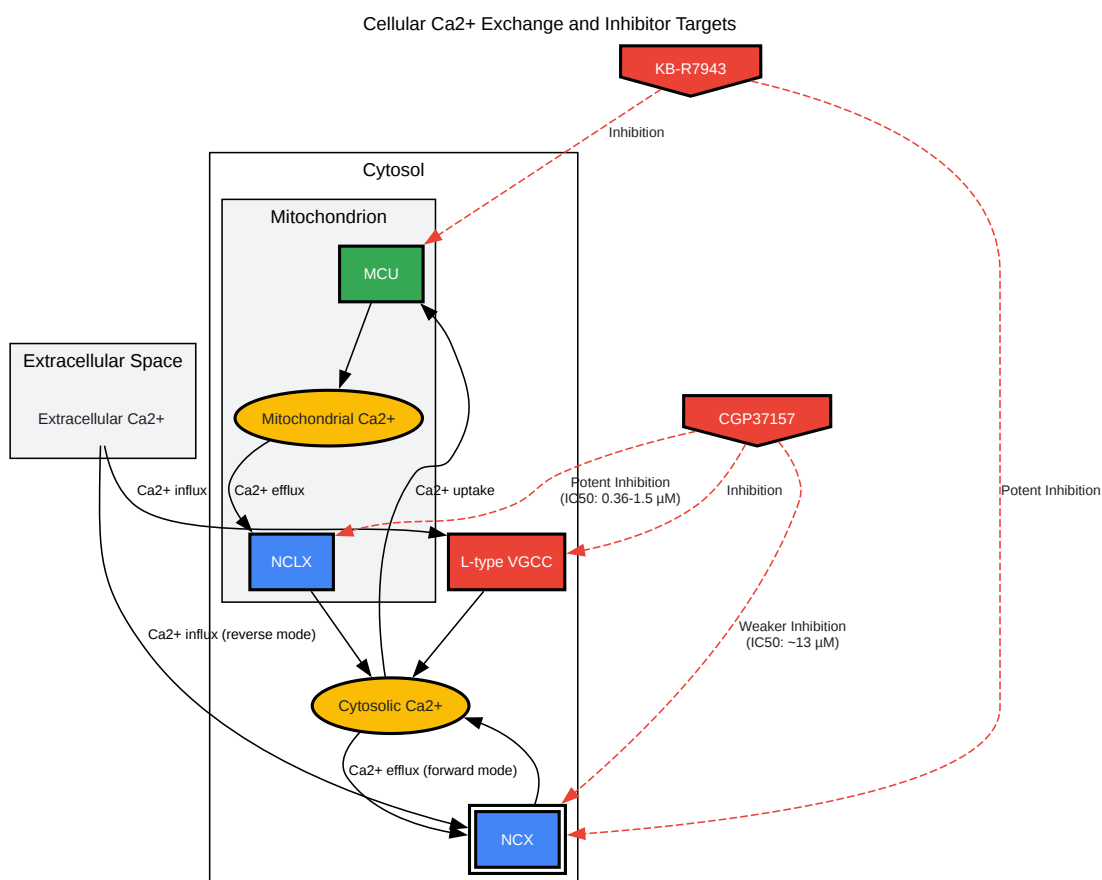 Cellular Ca2+ Exchange and Inhibitor Targets
KB-R7943
Inhibition
Cytosol
Mitochondrion
MCU
Extracellular Space
Extracellular Ca2+
Mitochondrial Ca2+
CGP37157
Ca2+ influx
Ca2+ efflux
Ca2+ uptake
Potent Inhibition
(IC50: 0.36-1.5 µM)
Inhibition
Potent Inhibition
NCLX
L-type VGCC
Ca2+ influx (reverse mode)
Weaker Inhibition
(IC50: ~13 µM)
Cytosolic Ca2+
Ca2+ efflux (forward mode)
NCX